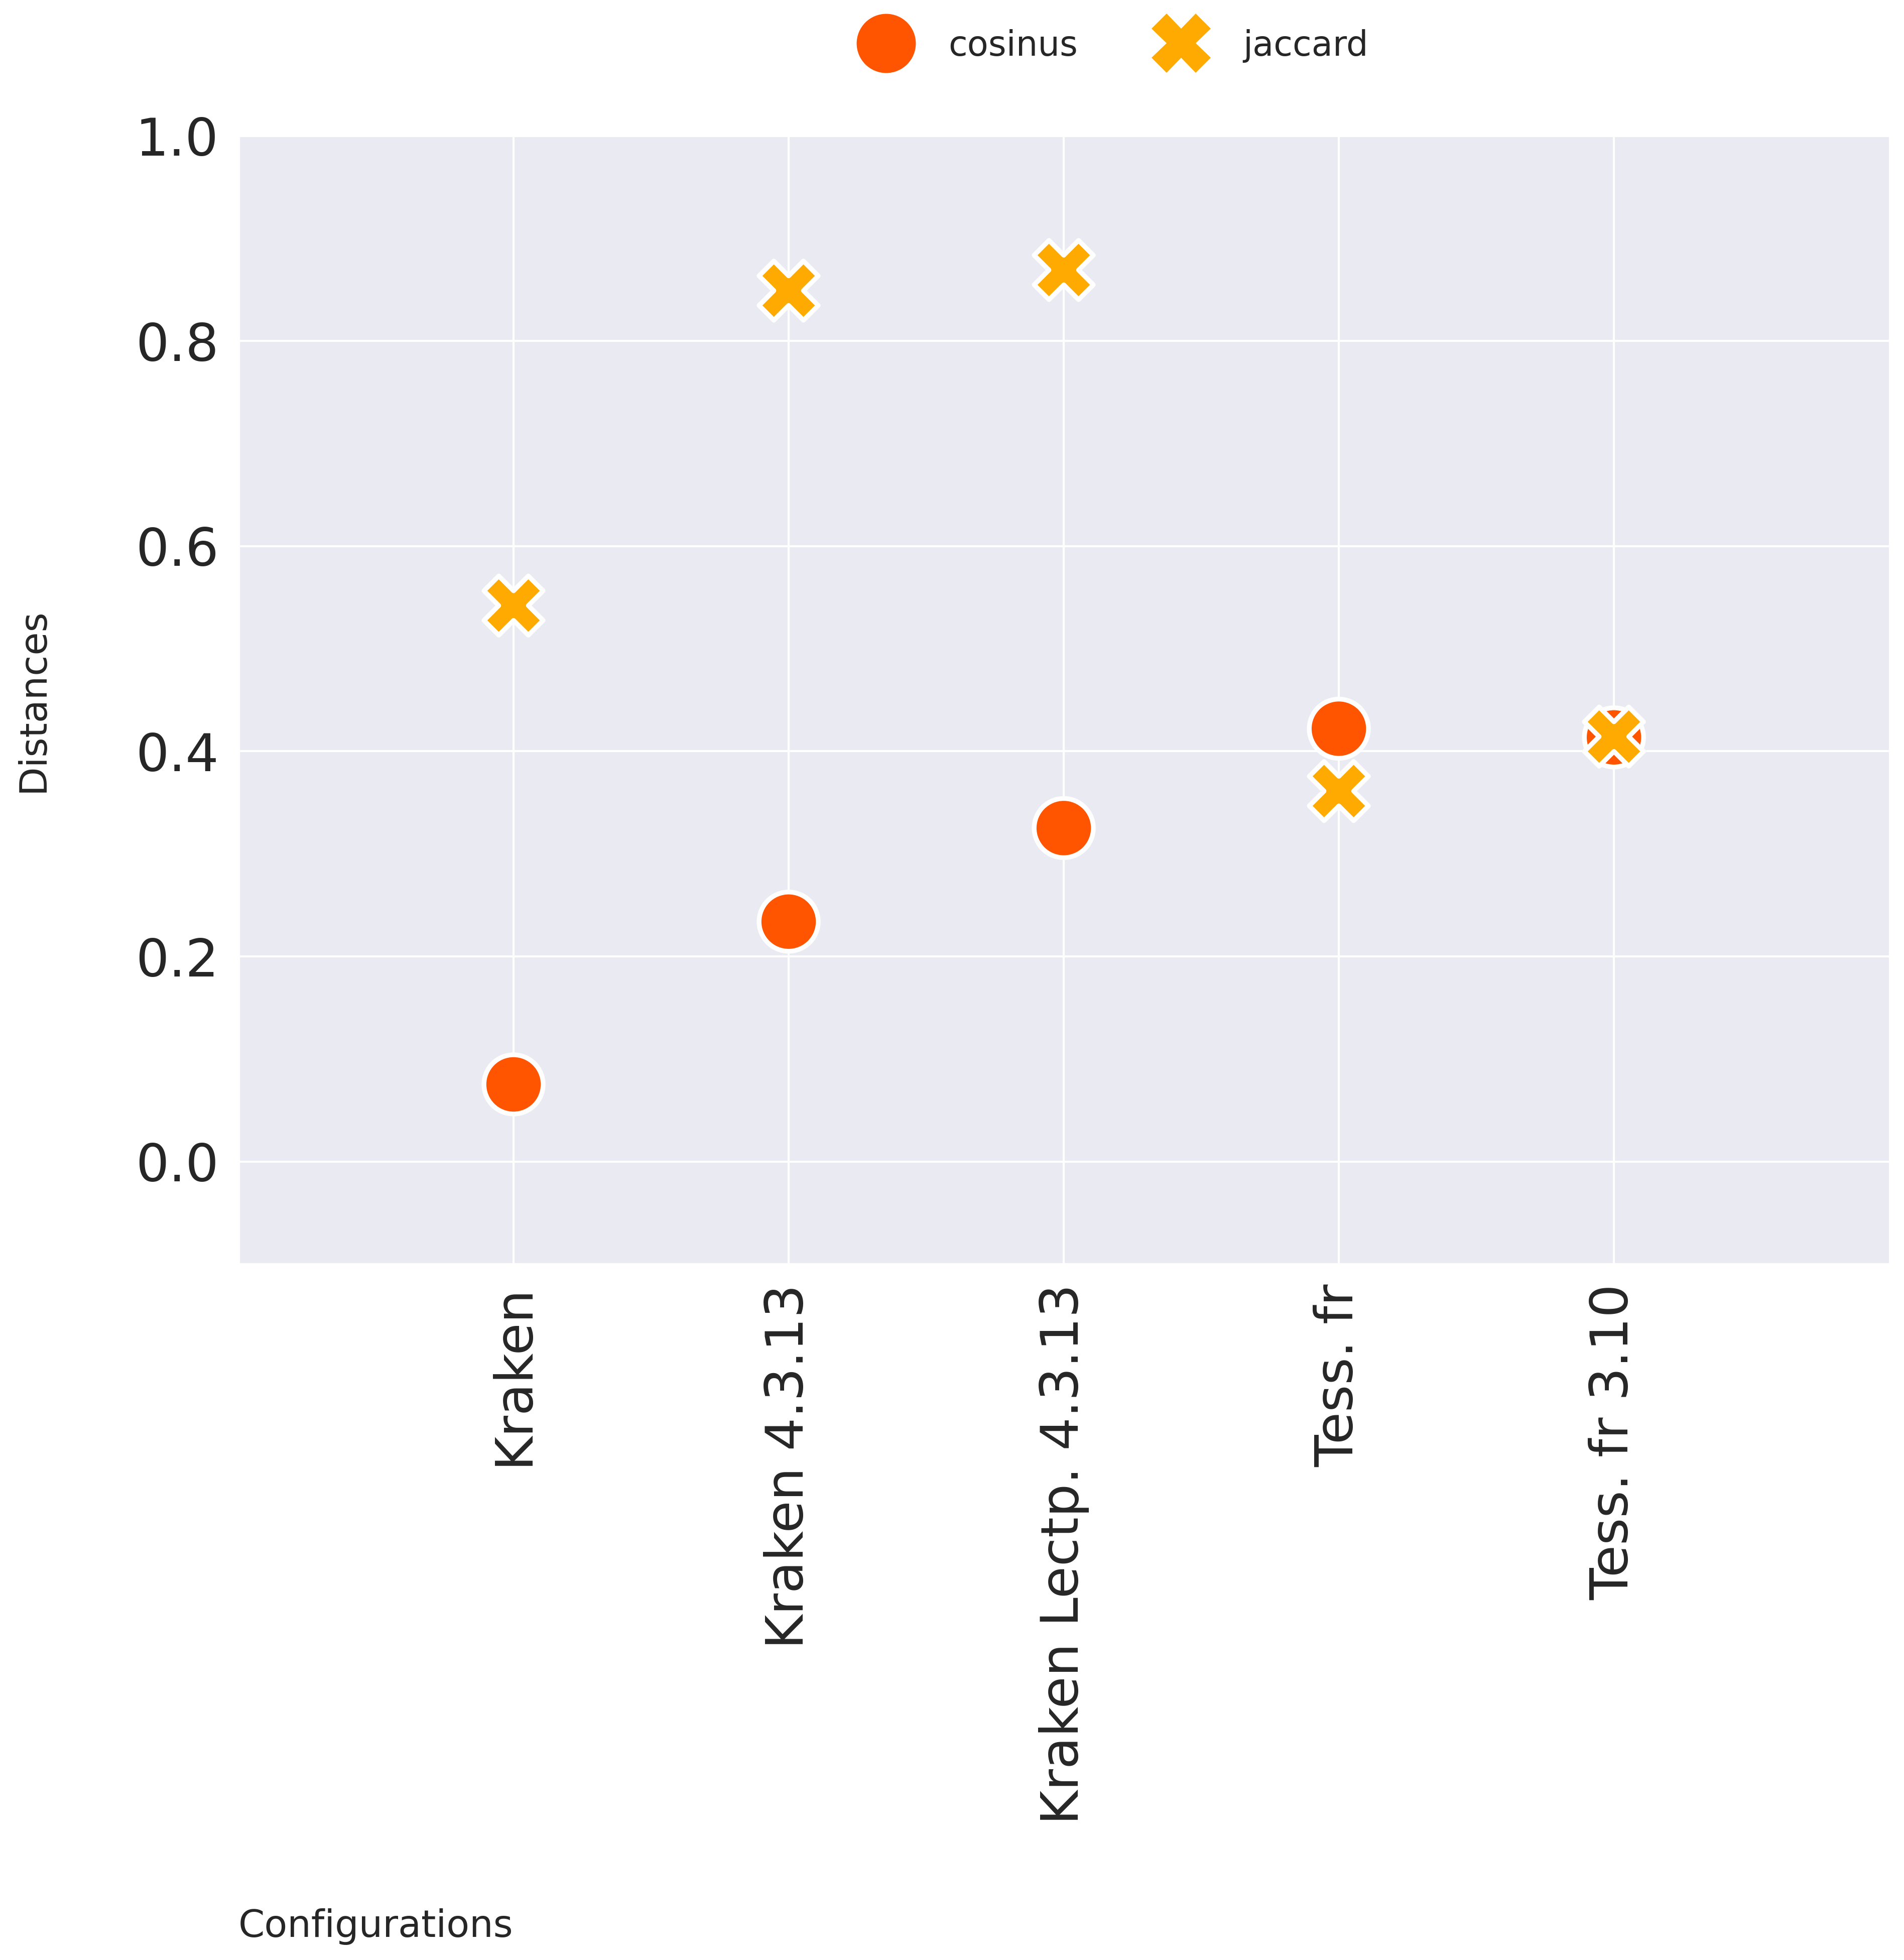 cosinus jaccard
1.0
0.8
0.6
0.4
0.2
0.0
Distances
Kraken
Kraken 4.3.13
Kraken Lectp. 4.3.13
Tess. fr
Tess. fr 3.10
Configurations